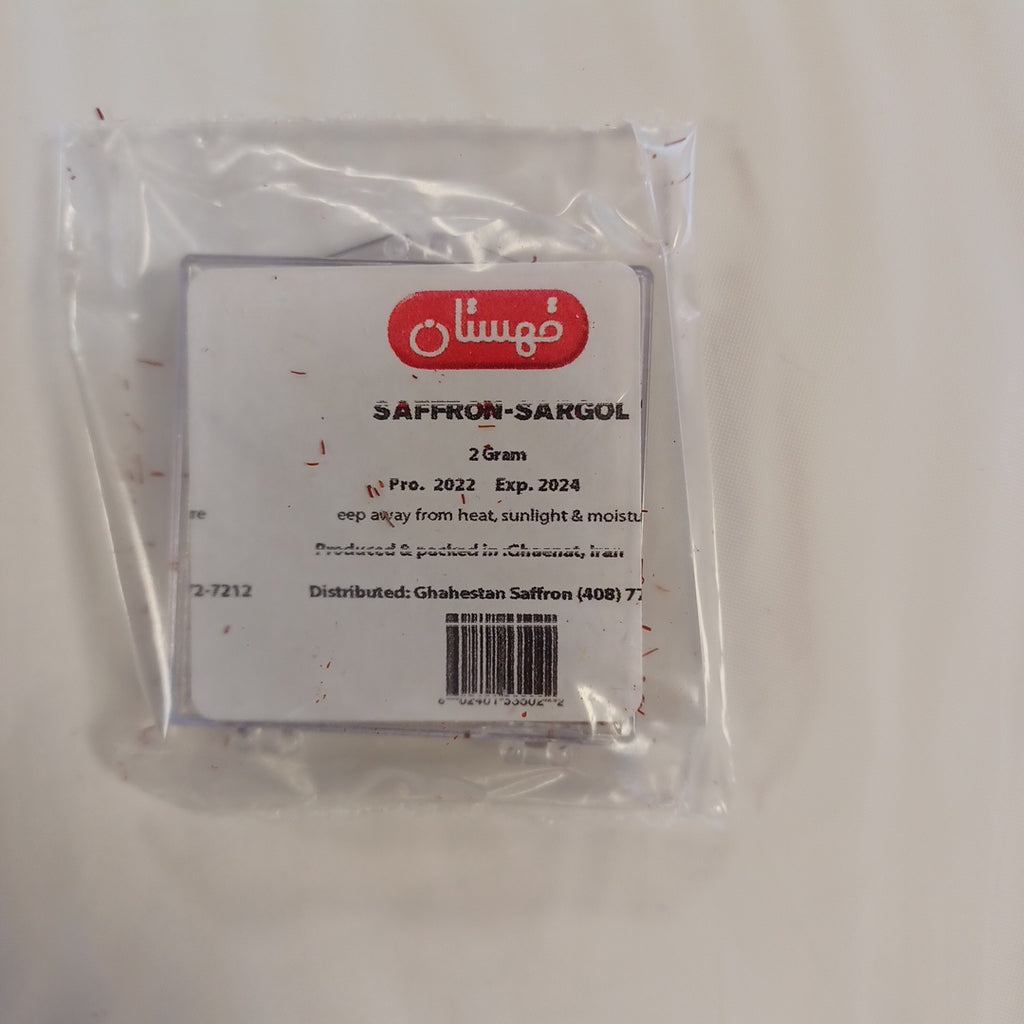 قهستان
SAFFRON-SARGOL
2 Gram
Pro. 2022 Exp. 2024
re eep away from heat, sunlight & moistu
Produced & packed in :Ghaenat, Iran
72-7212 Distributed: Ghahestan Saffron (408) 77